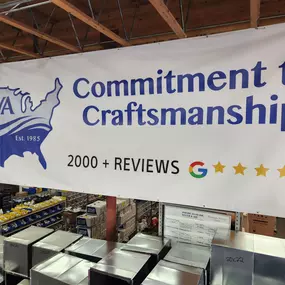 Commitment t
Craftsmanship
Est. 1985
2000 + REVIEWS G